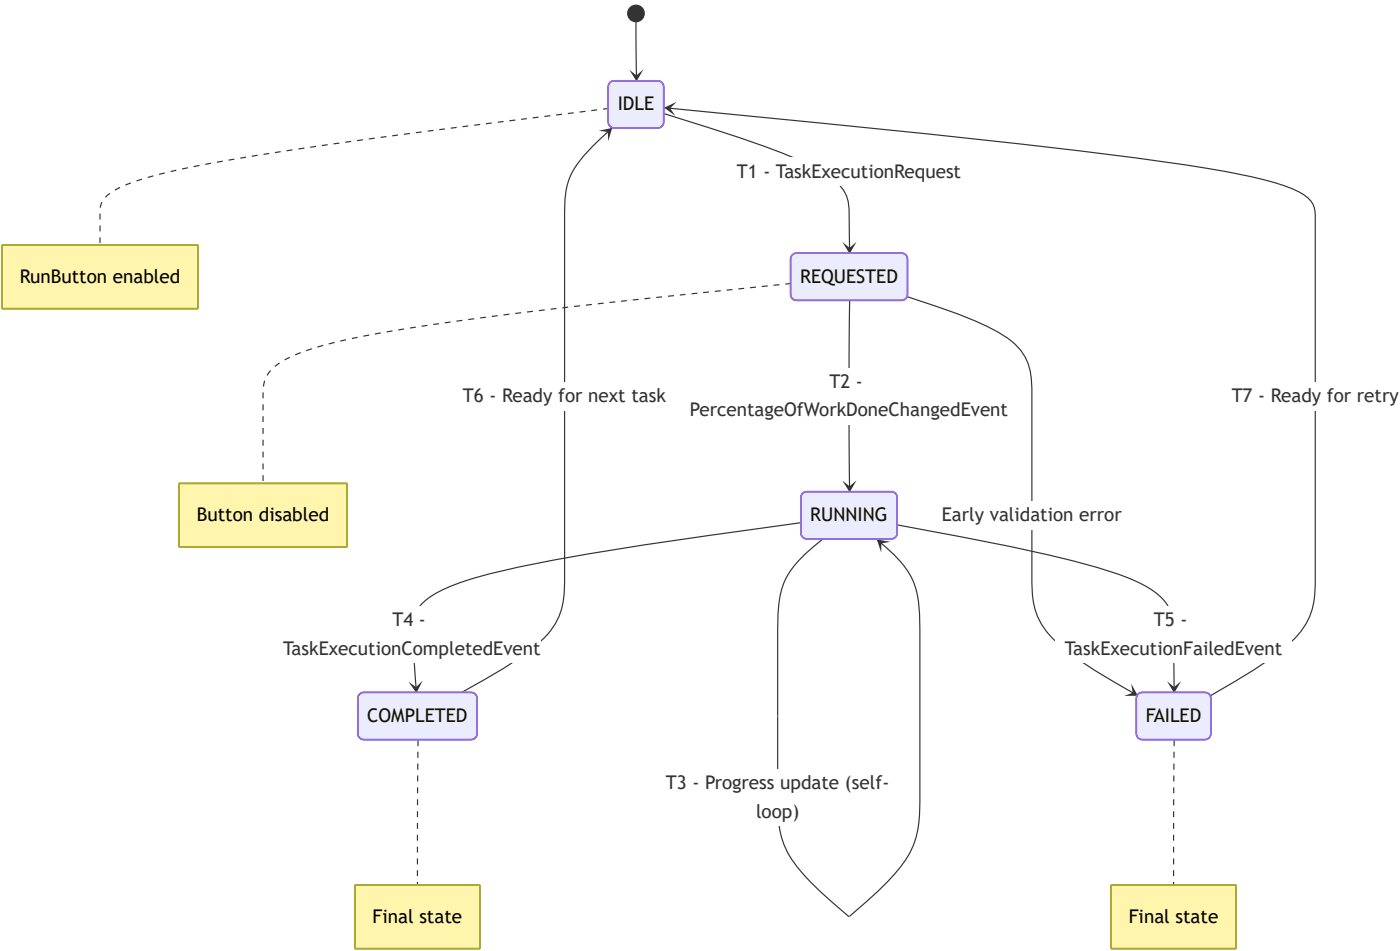 IDLE
T1 - TaskExecutionRequest
RunButton enabled
REQUESTED
T2 -
PercentageOfWorkDoneChangedEvent
T6 - Ready for next task
T7 - Ready for retry
Button disabled
RUNNING
Early validation error
T4 -
TaskExecutionCompletedEvent
T5 -
TaskExecutionFailedEvent
COMPLETED
FAILED
T3 - Progress update (self-
loop)
Final state
Final state